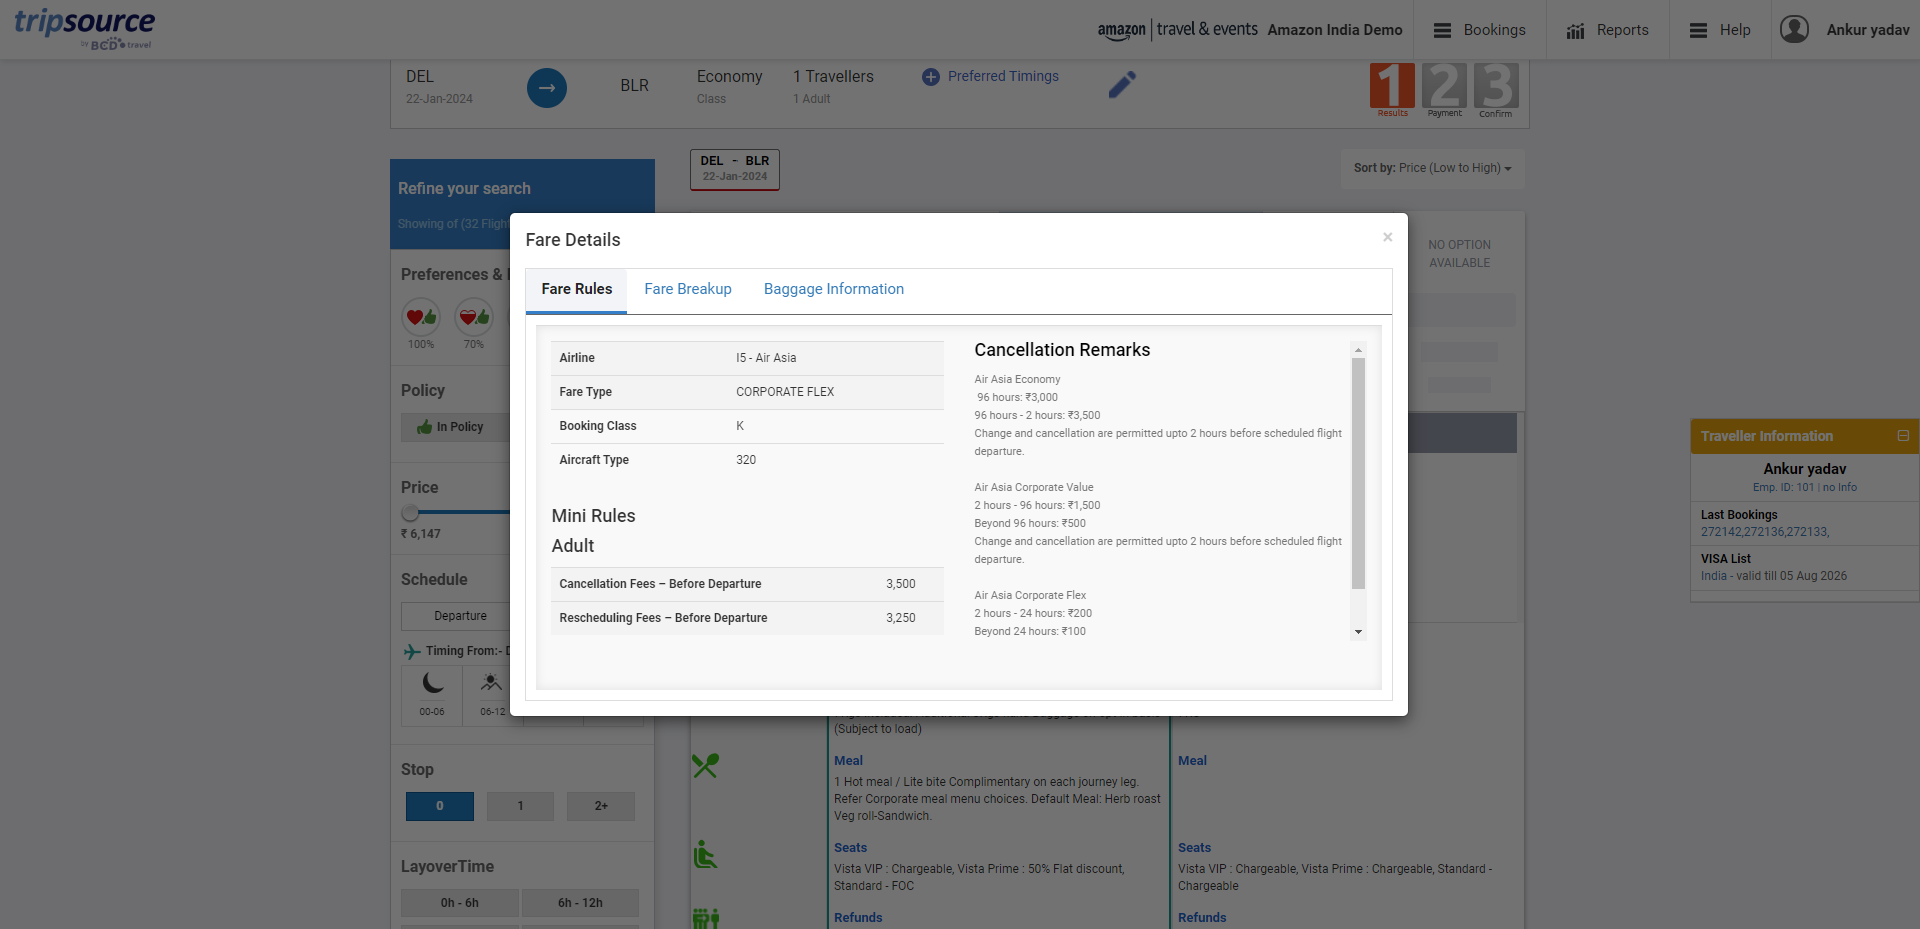 tripsource
by BCD travel
amazon | travel & events Amazon India Demo
Bookings
Reports
Help
Ankur yadav
DEL
22-Jan-2024
BLR
Economy
Class
1 Travellers
1 Adult
Preferred Timings
1 2 3
Results Payment Confirm
DEL - BLR
22-Jan-2024
Sort by: Price (Low to High)
Refine your search
Showing of (32 Flight
NO OPTION
AVAILABLE
Fare Details
×
Fare Rules
Fare Breakup
Baggage Information
Preferences &
100%
70%
Policy
In Policy
Price
₹ 6,147
Schedule
Departure
Timing From:-
00-06
06-12
Stop
0
1
2+
LayoverTime
0h - 6h
6h - 12h
Airline I5 - Air Asia
Fare Type CORPORATE FLEX
Booking Class K
Aircraft Type 320
Mini Rules
Adult
Cancellation Fees – Before Departure 3,500
Rescheduling Fees – Before Departure 3,250
Cancellation Remarks
Air Asia Economy
96 hours: ₹3,000
96 hours - 2 hours: ₹3,500
Change and cancellation are permitted upto 2 hours before scheduled flight
departure.
Air Asia Corporate Value
2 hours - 96 hours: ₹1,500
Beyond 96 hours: ₹500
Change and cancellation are permitted upto 2 hours before scheduled flight
departure.
Air Asia Corporate Flex
2 hours - 24 hours: ₹200
Beyond 24 hours: ₹100
Traveller Information
Ankur yadav
Emp. ID: 101 | no Info
Last Bookings
272142,272136,272133,
VISA List
India - valid till 05 Aug 2026
(Subject to load)
Meal
1 Hot meal / Lite bite Complimentary on each journey leg.
Refer Corporate meal menu choices. Default Meal: Herb roast
Veg roll-Sandwich.
Meal
Seats
Vista VIP : Chargeable, Vista Prime : 50% Flat discount,
Standard - FOC
Seats
Vista VIP : Chargeable, Vista Prime : Chargeable, Standard -
Chargeable
Refunds
Refunds